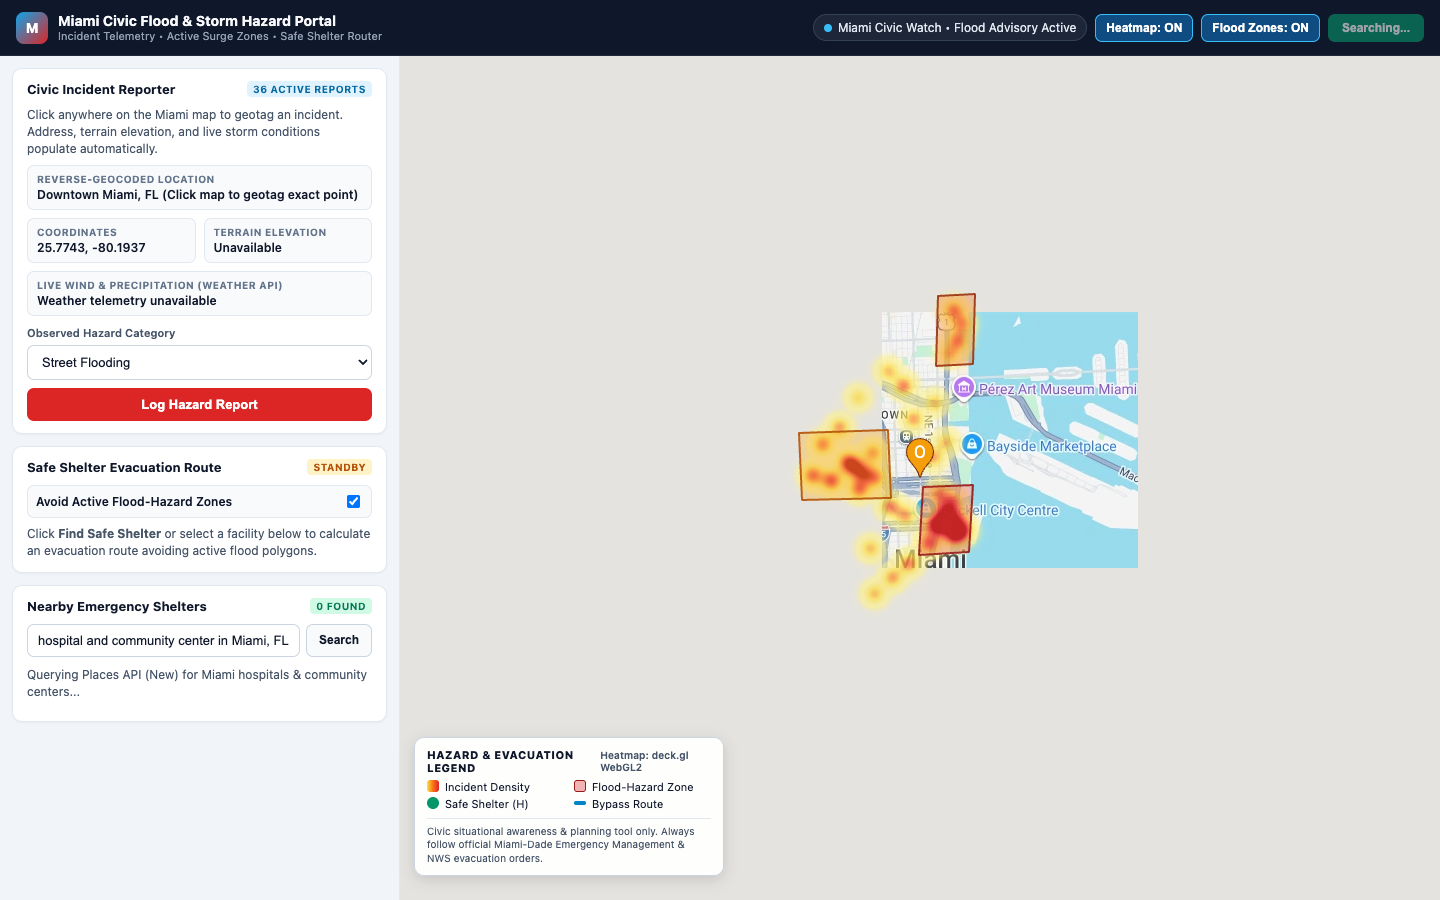 M
Miami Civic Flood & Storm Hazard Portal
Incident Telemetry • Active Surge Zones • Safe Shelter Router
Miami Civic Watch • Flood Advisory Active
Heatmap: ON
Flood Zones: ON
Searching...
Civic Incident Reporter
36 ACTIVE REPORTS
Click anywhere on the Miami map to geotag an incident.
Address, terrain elevation, and live storm conditions
populate automatically.
REVERSE-GEOCODED LOCATION
Downtown Miami, FL (Click map to geotag exact point)
COORDINATES
25.7743, -80.1937
TERRAIN ELEVATION
Unavailable
LIVE WIND & PRECIPITATION (WEATHER API)
Weather telemetry unavailable
Observed Hazard Category
Street Flooding
Log Hazard Report
Safe Shelter Evacuation Route
STANDBY
Avoid Active Flood-Hazard Zones
Click Find Safe Shelter or select a facility below to calculate
an evacuation route avoiding active flood polygons.
Nearby Emergency Shelters
0 FOUND
hospital and community center in Miami, FL
Search
Querying Places API (New) for Miami hospitals & community
centers...
1
Pérez Art Museum Miami
OWN
NE 1
Bayside Marketplace
O
Mac
kell City Centre
Miami
HAZARD & EVACUATION
LEGEND
Heatmap: deck.gl
WebGL2
Incident Density
Flood-Hazard Zone
Safe Shelter (H)
Bypass Route
Civic situational awareness & planning tool only. Always
follow official Miami-Dade Emergency Management &
NWS evacuation orders.